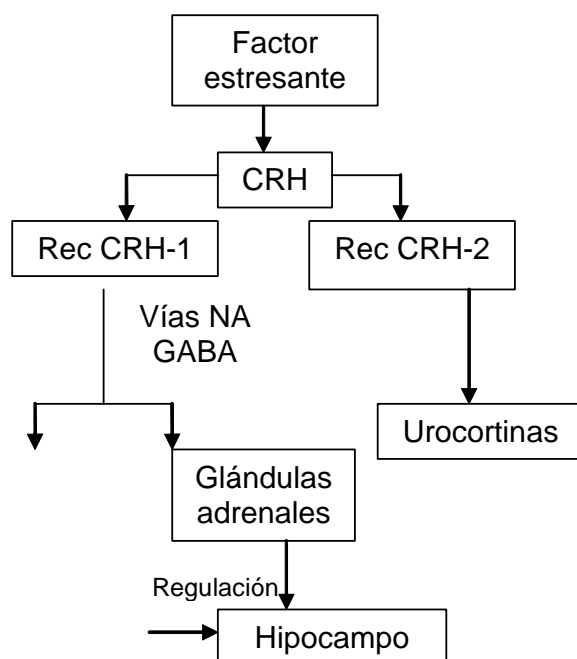 Factor
estresante
CRH
Rec CRH-1
Rec CRH-2
Vías NA
GABA
Urocortinas
Glándulas
adrenales
Regulación
Hipocampo